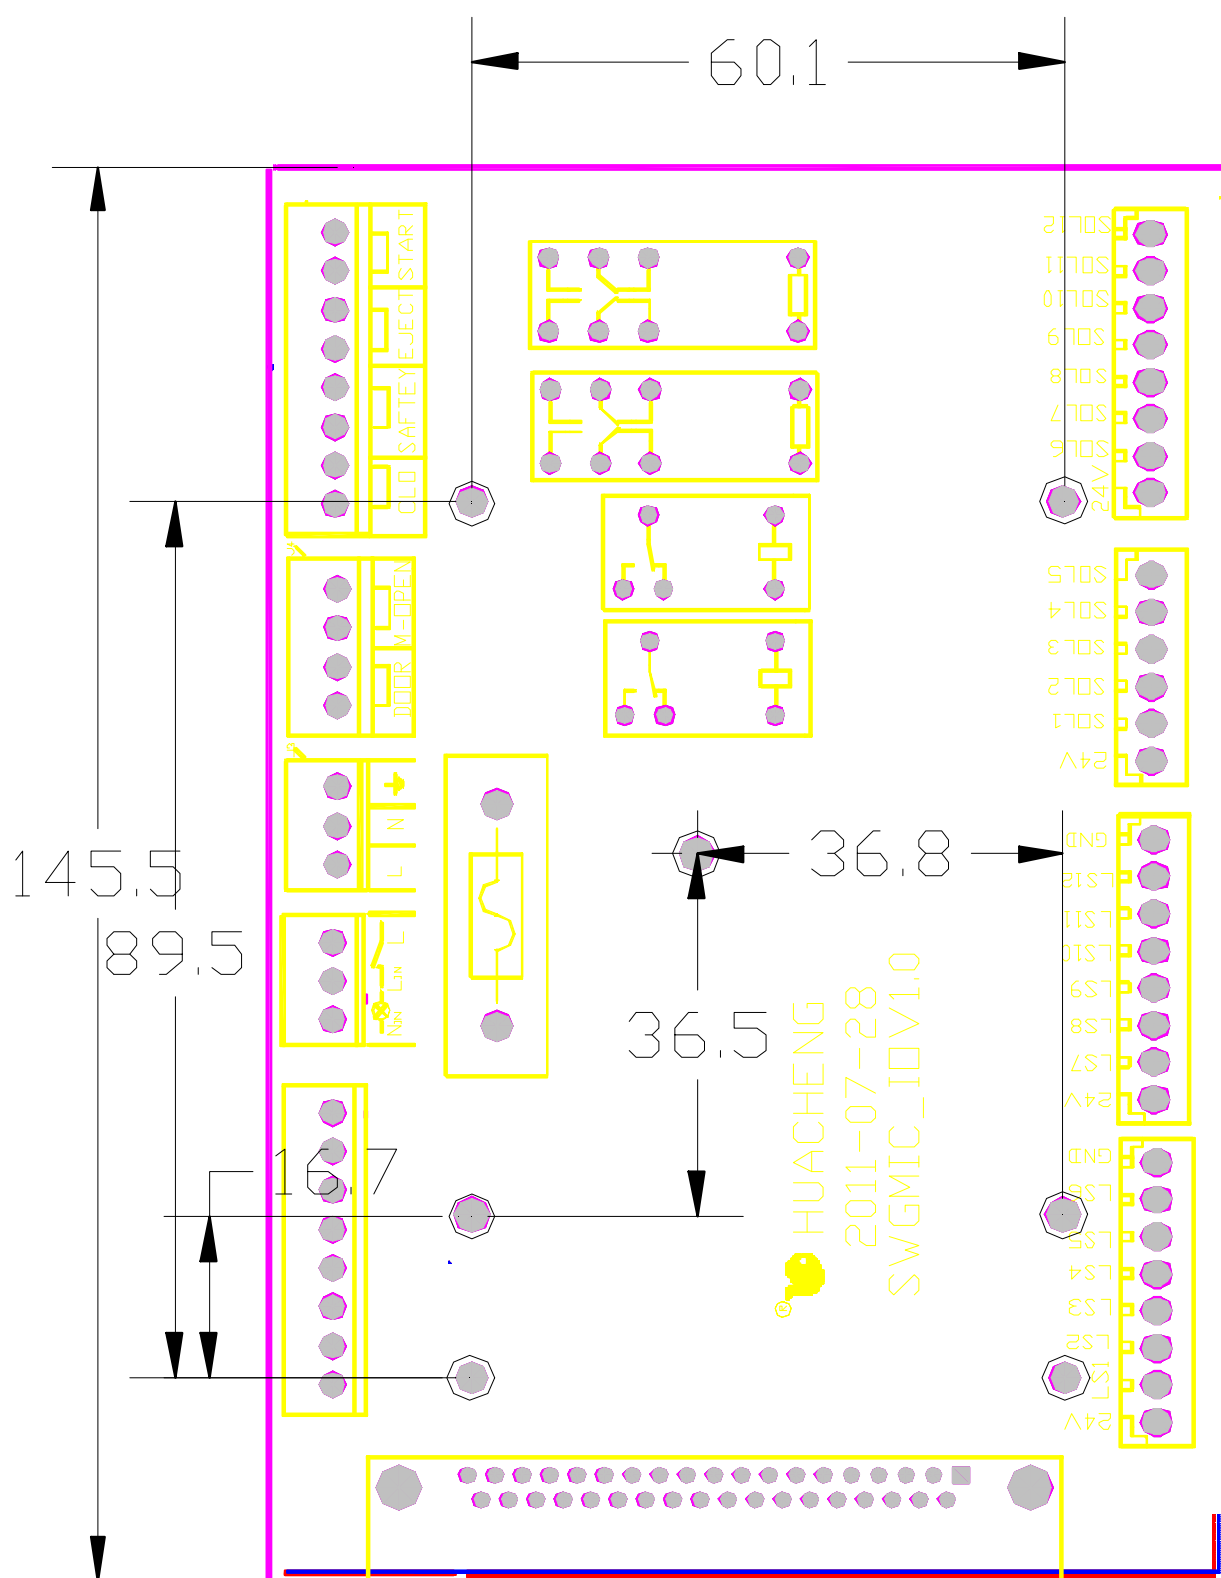 60.1
START
EJECT
SAFTEY
CLO
M-OPEN
DOOR
N
L
L
LIN
NIN
145.5
89.5
16.7
36.8
36.5
HUACHENG
2011-07-28
SWGMIC_IOV1.0
®
SOL12
SOL11
SOL10
SOL9
SOL8
SOL7
SOL6
24V
SOL5
SOL4
SOL3
SOL2
SOL1
24V
GND
LS12
LS11
LS10
LS9
LS8
LS7
24V
GND
LS6
LS5
LS4
LS3
LS2
LS1
24V